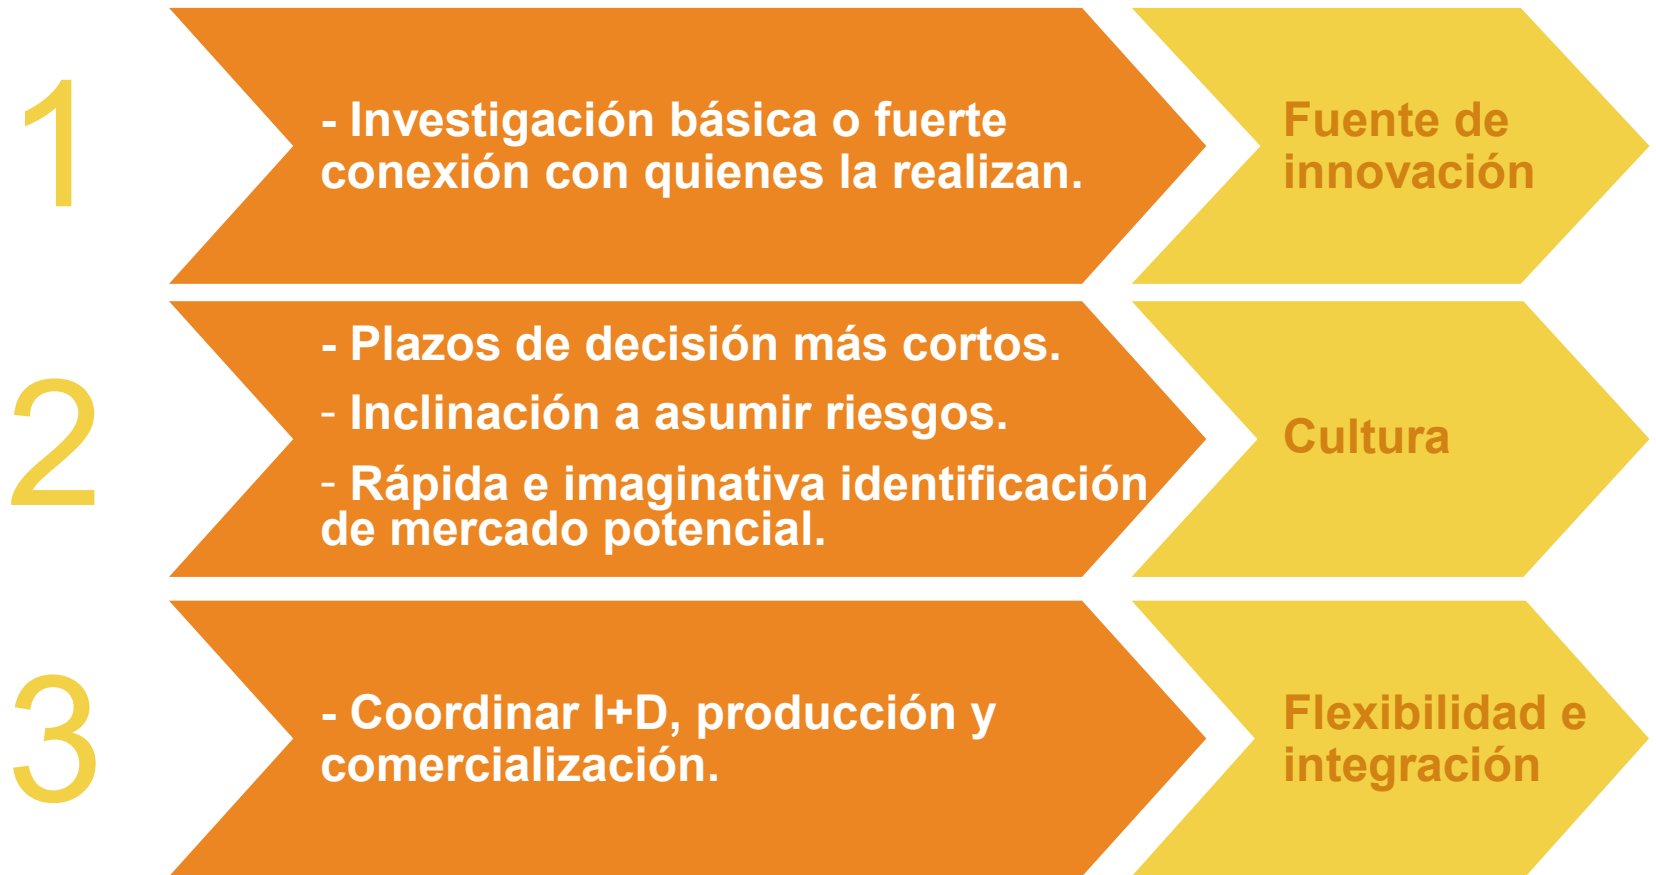 1
- Investigación básica o fuerte
conexión con quienes la realizan.
Fuente de
innovación
2
- Plazos de decisión más cortos.
- Inclinación a asumir riesgos.
- Rápida e imaginativa identificación
de mercado potencial.
Cultura
3
- Coordinar I+D, producción y
comercialización.
Flexibilidad e
integración